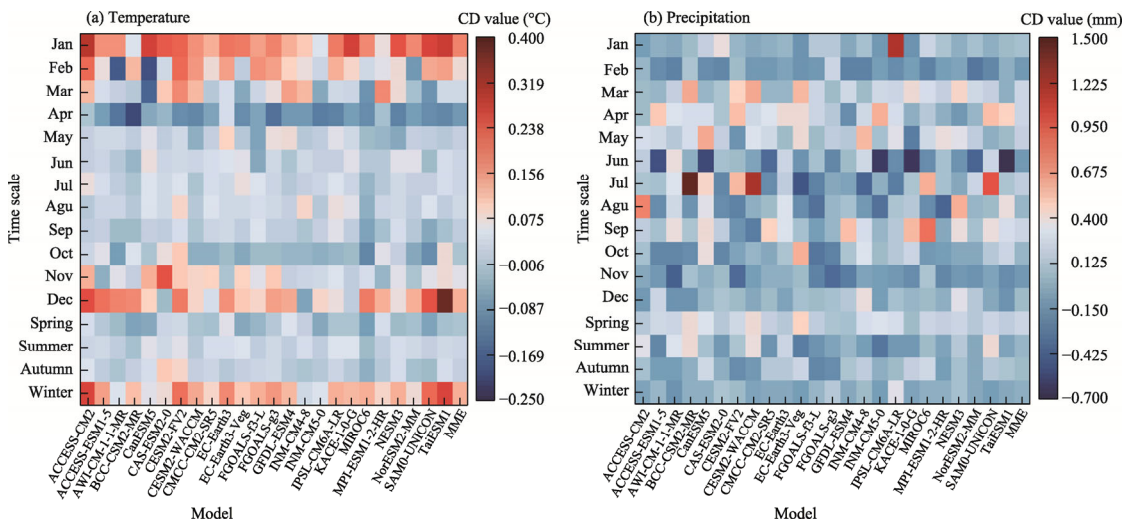 (a) Temperature
CD value (°C)
Jan
Feb
Mar
Apr
May
Jun
Jul
Agu
Sep
Oct
Nov
Dec
Spring
Summer
Autumn
Winter
Time scale
0.400
0.319
0.238
0.156
0.075
−0.006
−0.087
−0.169
−0.250
ACCESS-CM2
ACCESS-ESM1-5
AWI-CM-1-1-MR
BCC-CSM2-MR
CanESM5
CAS-ESM2-0
CESM2-FV2
CESM2-WACCM
CMCC-CM2-SR5
EC-Earth3
EC-Earth3-Veg
FGOALS-f3-L
FGOALS-g3
GFDL-ESM4
INM-CM4-8
INM-CM5-0
IPSL-CM6A-LR
KACE-1-0-G
MIROC6
MPI-ESM1-2-HR
NESM3
NorESM2-MM
SAM0-UNICON
TaiESM1
MME
Model
(b) Precipitation
CD value (mm)
Jan
Feb
Mar
Apr
May
Jun
Jul
Agu
Sep
Oct
Nov
Dec
Spring
Summer
Autumn
Winter
Time scale
1.500
1.225
0.950
0.675
0.400
0.125
−0.150
−0.425
−0.700
ACCESS-CM2
ACCESS-ESM1-5
AWI-CM-1-1-MR
BCC-CSM2-MR
CanESM5
CAS-ESM2-0
CESM2-FV2
CESM2-WACCM
CMCC-CM2-SR5
EC-Earth3
EC-Earth3-Veg
FGOALS-f3-L
FGOALS-g3
GFDL-ESM4
INM-CM4-8
INM-CM5-0
IPSL-CM6A-LR
KACE-1-0-G
MIROC6
MPI-ESM1-2-HR
NESM3
NorESM2-MM
SAM0-UNICON
TaiESM1
MME
Model